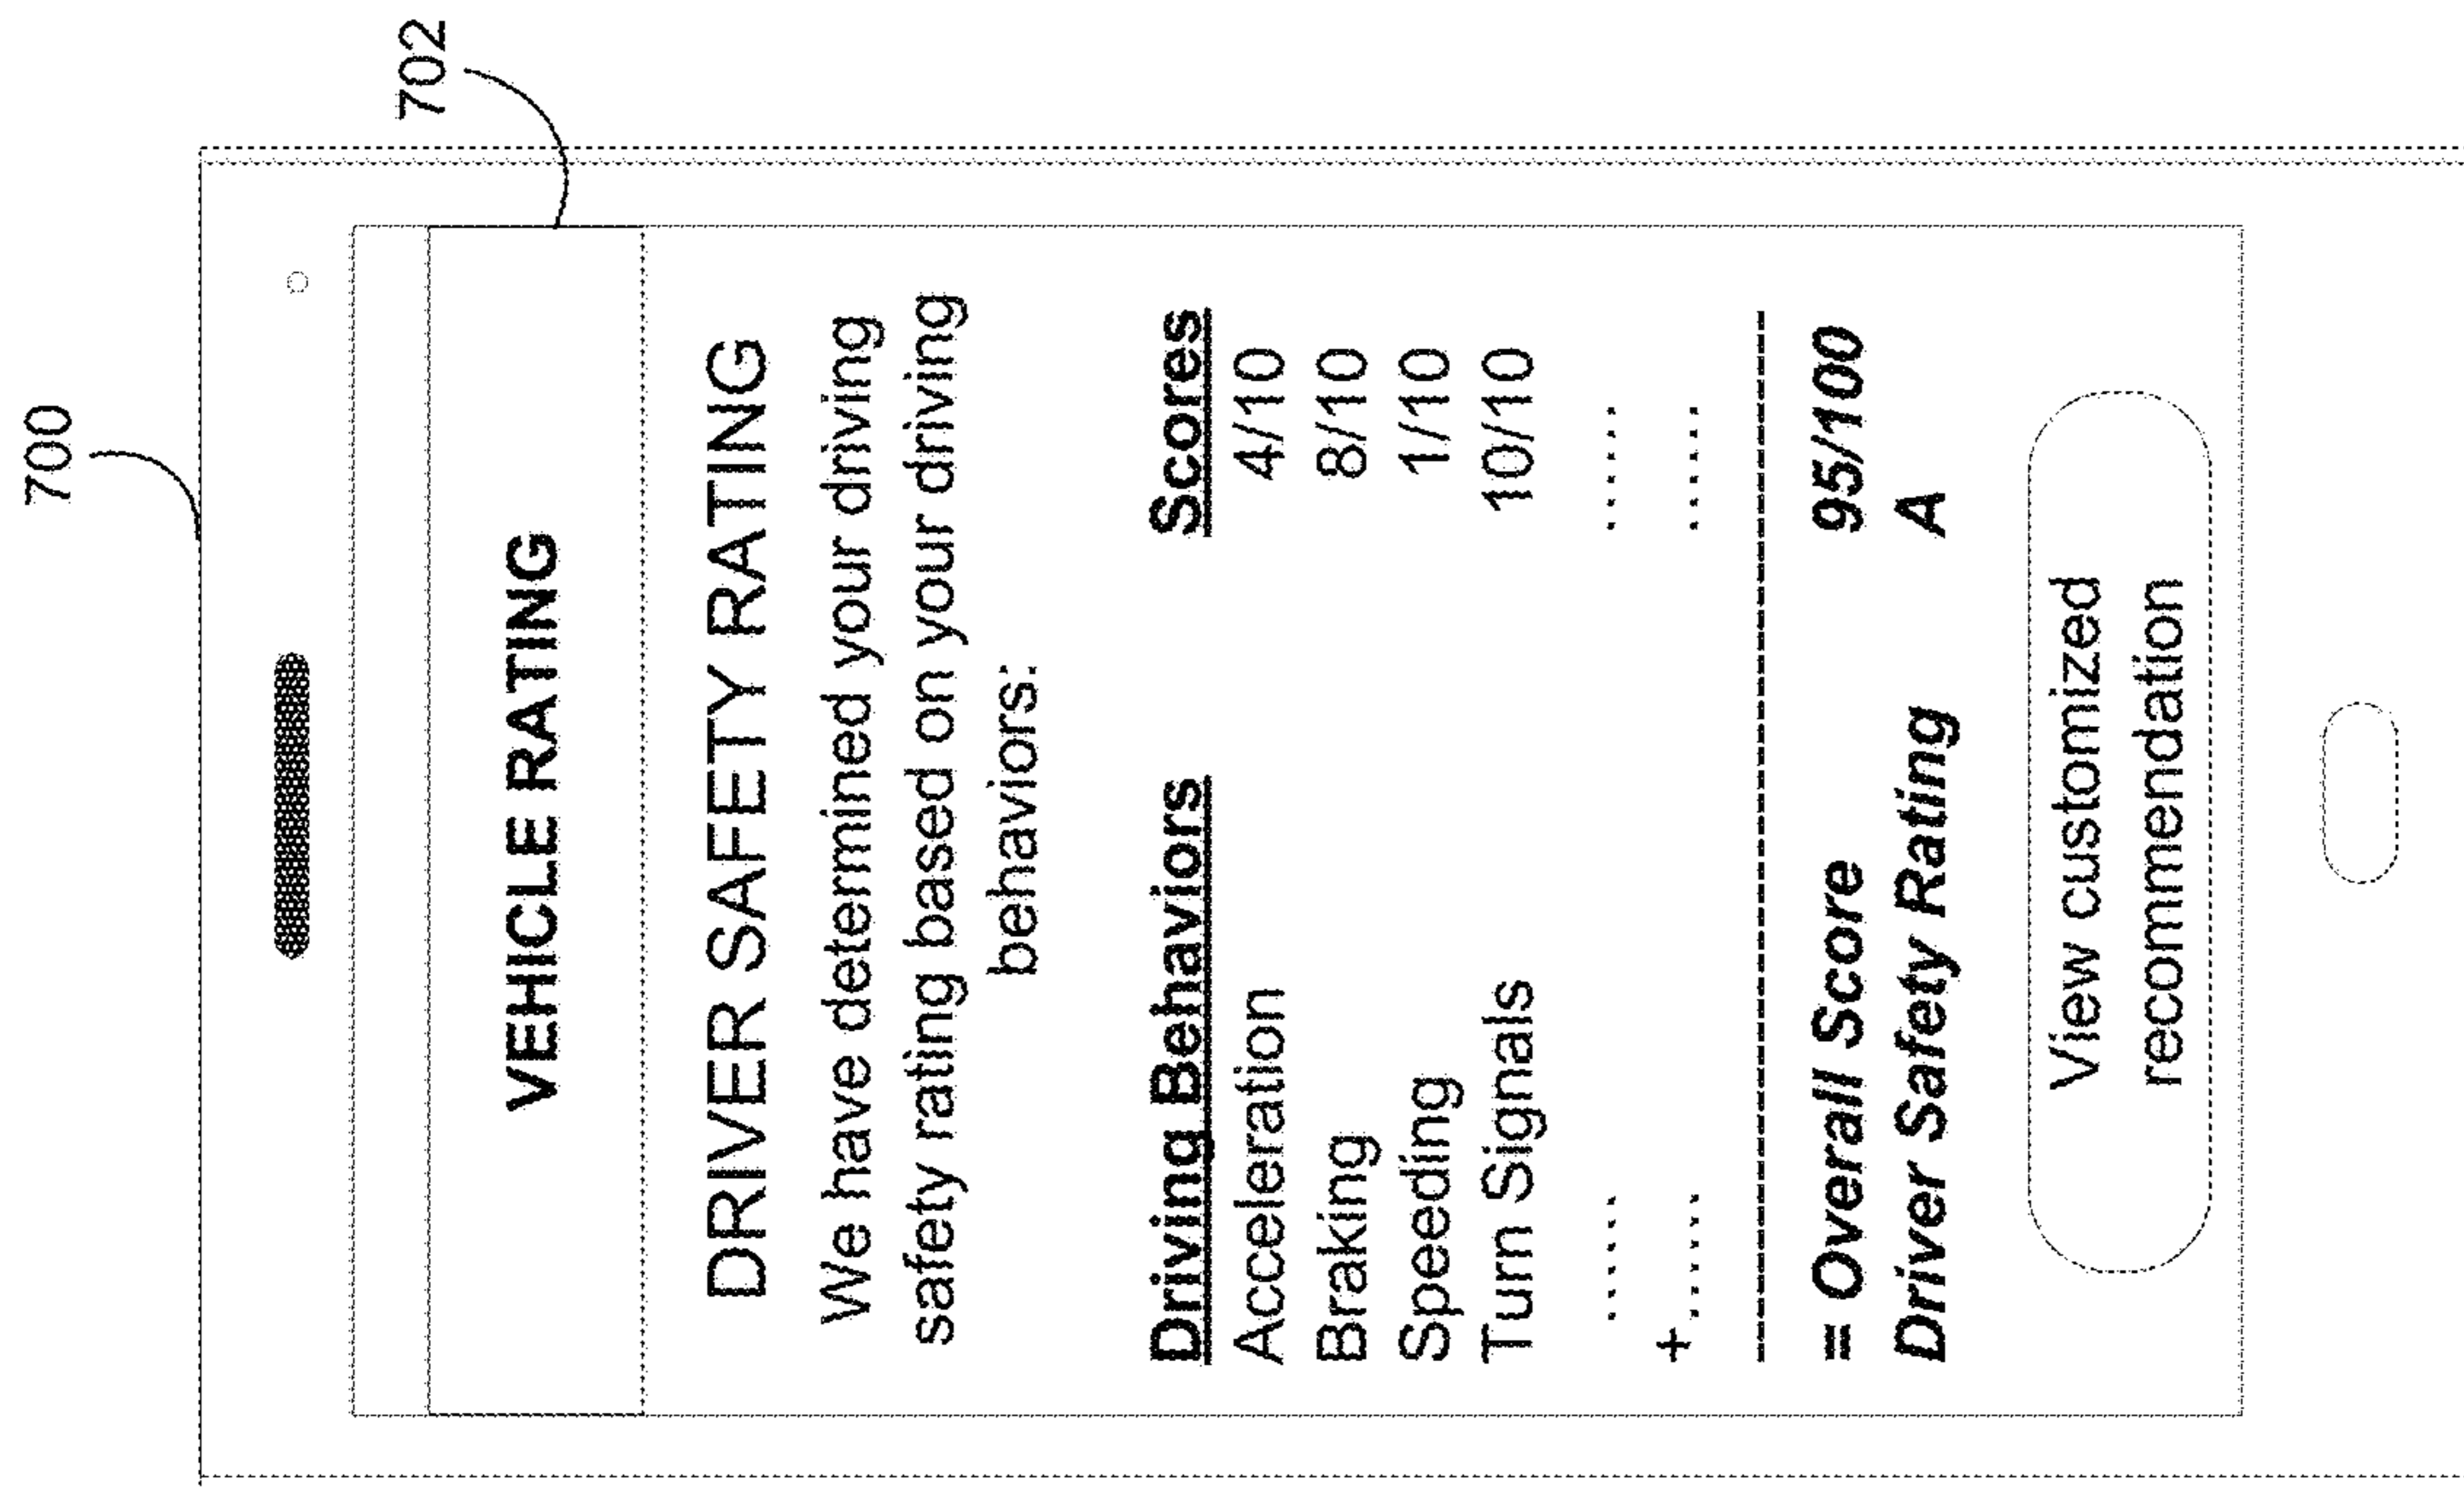 700
702
VEHICLE RATING
DRIVER SAFETY RATING
We have determined your driving
safety rating based on your driving
behaviors:
Driving Behaviors Scores
Acceleration 4/10
Braking 8/10
Speeding 1/10
Turn Signals 10/10
...... ......
+...... ......
= Overall Score 95/100
Driver Safety Rating A
View customized
recommendation